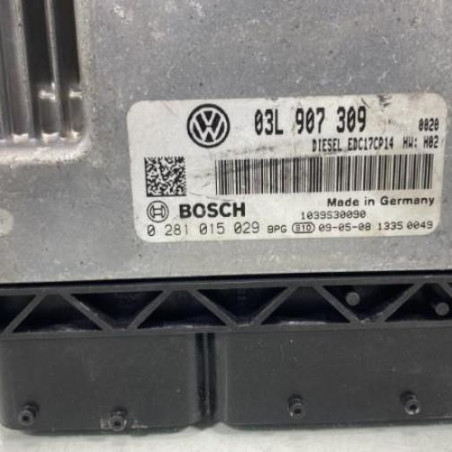 03L 907 309 0020
DIESEL EDC17CP14 HW: H02
Made in Germany
BOSCH 1039S30090
0 281 015 029 BPG 310 09-05-08 1335 0049